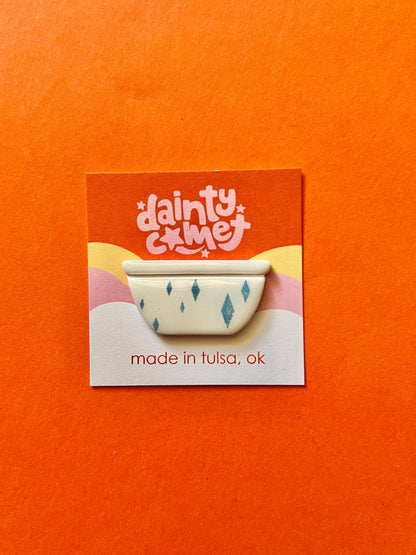 dainty
comet
made in tulsa, ok